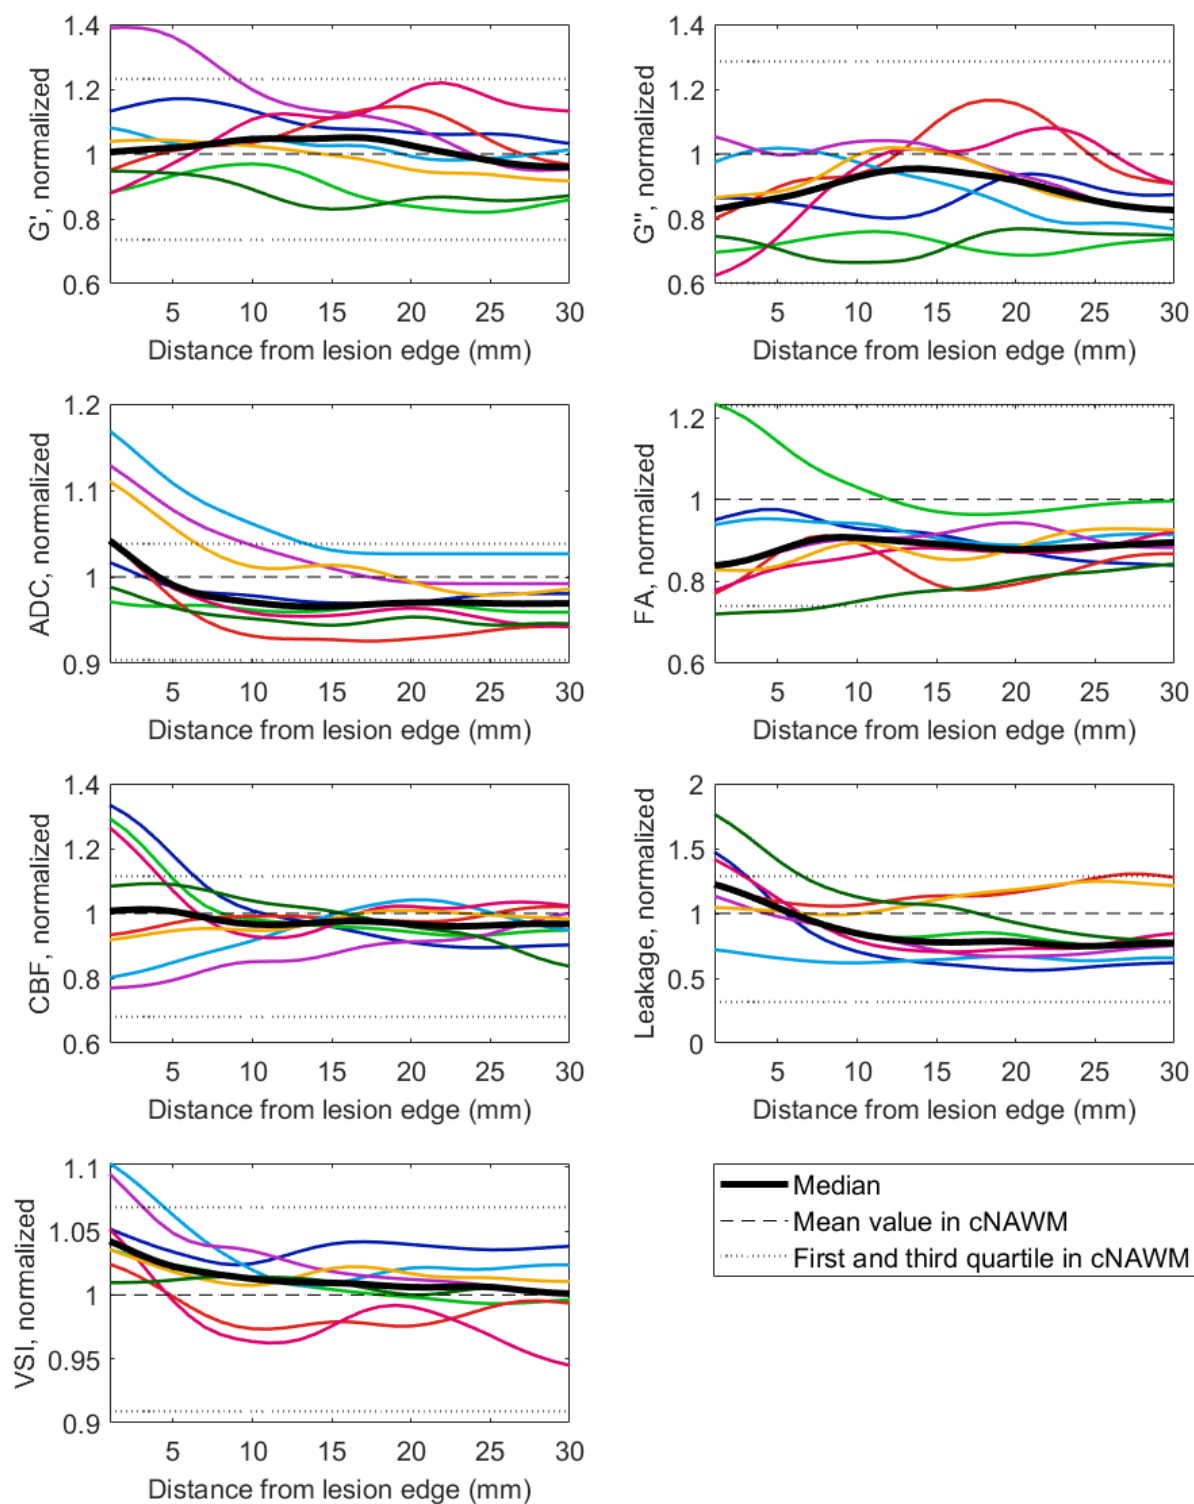 G', normalized
1.4
1.2
1
0.8
0.6
5 10 15 20 25 30
Distance from lesion edge (mm)
G'', normalized
1.4
1.2
1
0.8
0.6
5 10 15 20 25 30
Distance from lesion edge (mm)
ADC, normalized
1.2
1.1
1
0.9
5 10 15 20 25 30
Distance from lesion edge (mm)
FA, normalized
1.2
1
0.8
0.6
5 10 15 20 25 30
Distance from lesion edge (mm)
CBF, normalized
1.4
1.2
1
0.8
0.6
5 10 15 20 25 30
Distance from lesion edge (mm)
Leakage, normalized
2
1.5
1
0.5
0
5 10 15 20 25 30
Distance from lesion edge (mm)
VSI, normalized
1.1
1.05
1
0.95
0.9
5 10 15 20 25 30
Distance from lesion edge (mm)
Median
Mean value in cNAWM
First and third quartile in cNAWM